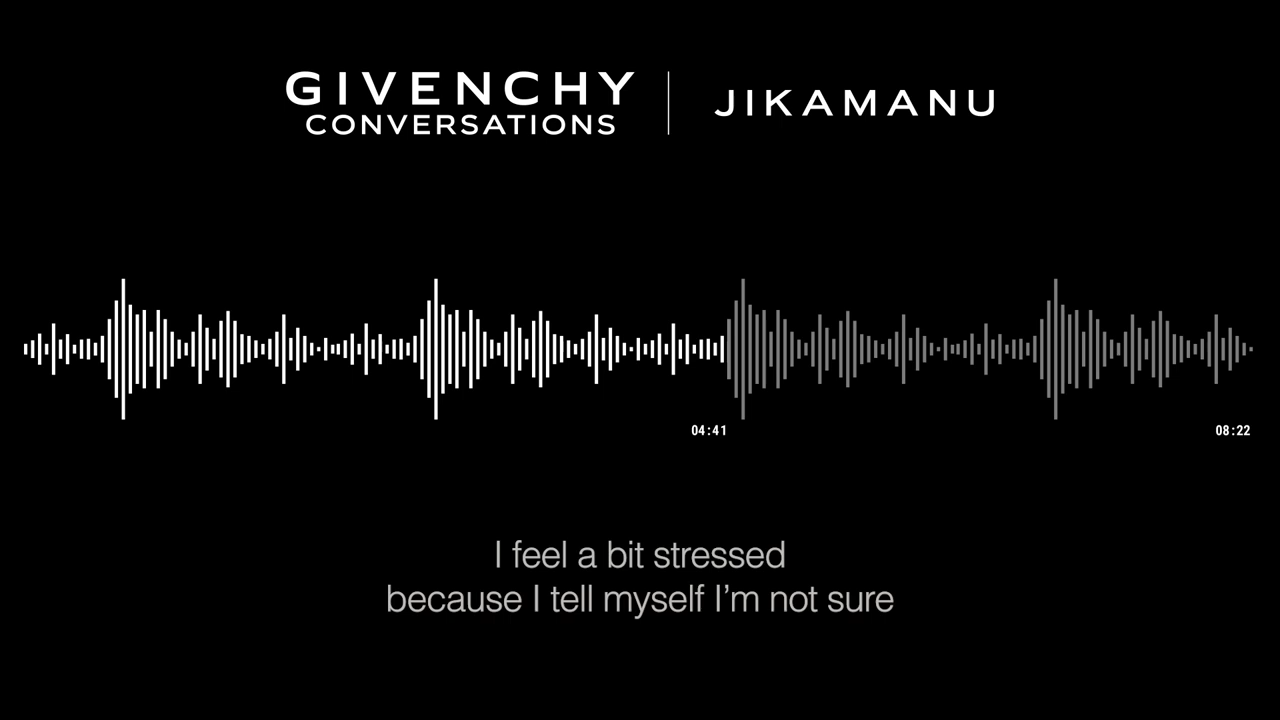 GIVENCHY
CONVERSATIONS
JIKAMANU
04:41
08:22
I feel a bit stressed
because I tell myself I’m not sure